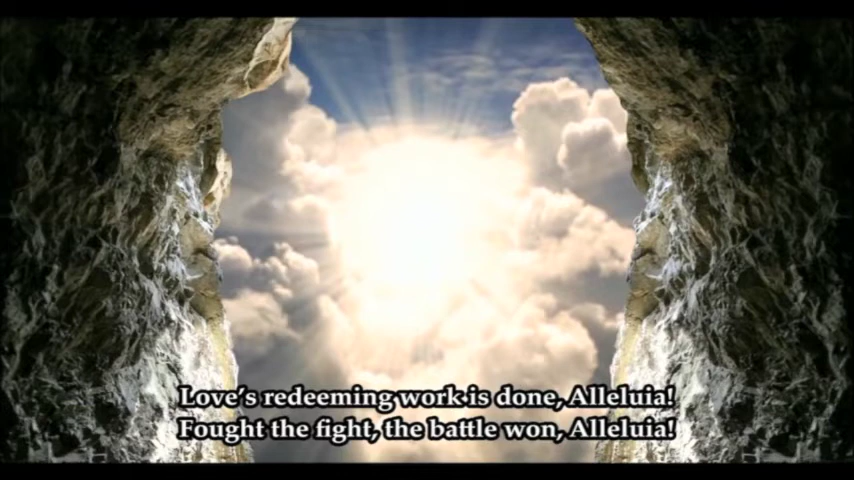 Love's redeeming work is done, Alleluia!
Fought the fight, the battle won, Alleluia!